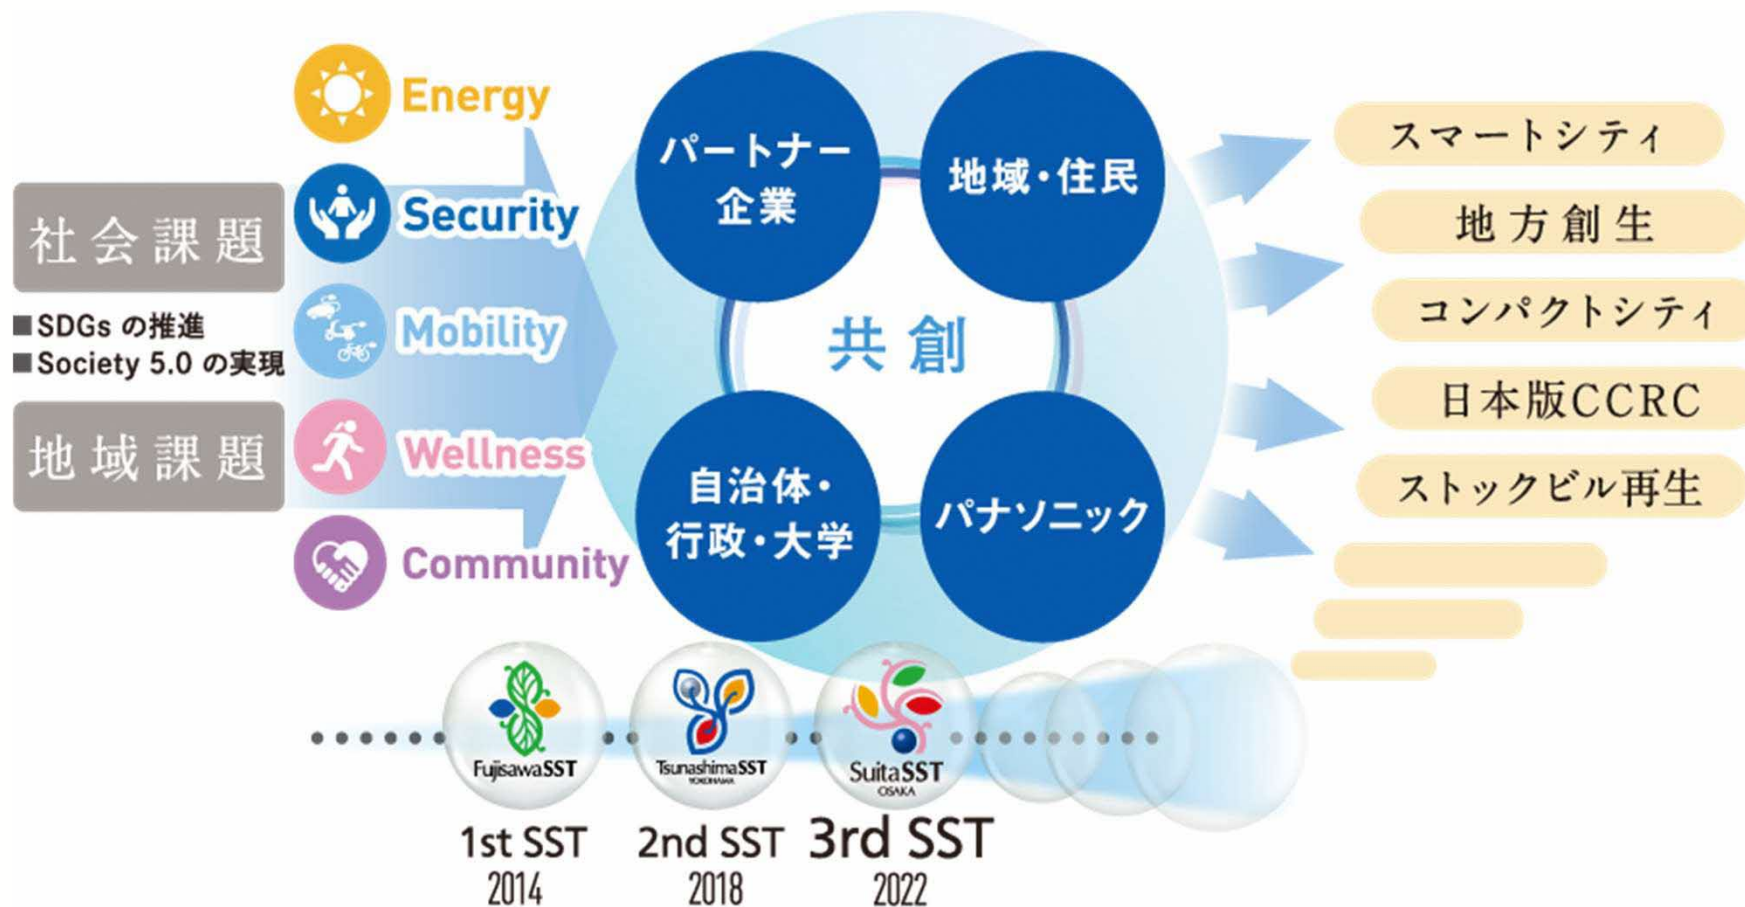 社会課題
■SDGs の推進
■Society 5.0 の実現
地域課題
Energy
Security
Mobility
Wellness
Community
パートナー
企業
地域・住民
共創
自治体・
行政・大学
パナソニック
スマートシティ
地方創生
コンパクトシティ
日本版CCRC
ストックビル再生
FujisawaSST
1st SST
2014
TsunashimaSST
YOKOHAMA
2nd SST
2018
SuitaSST
OSAKA
3rd SST
2022